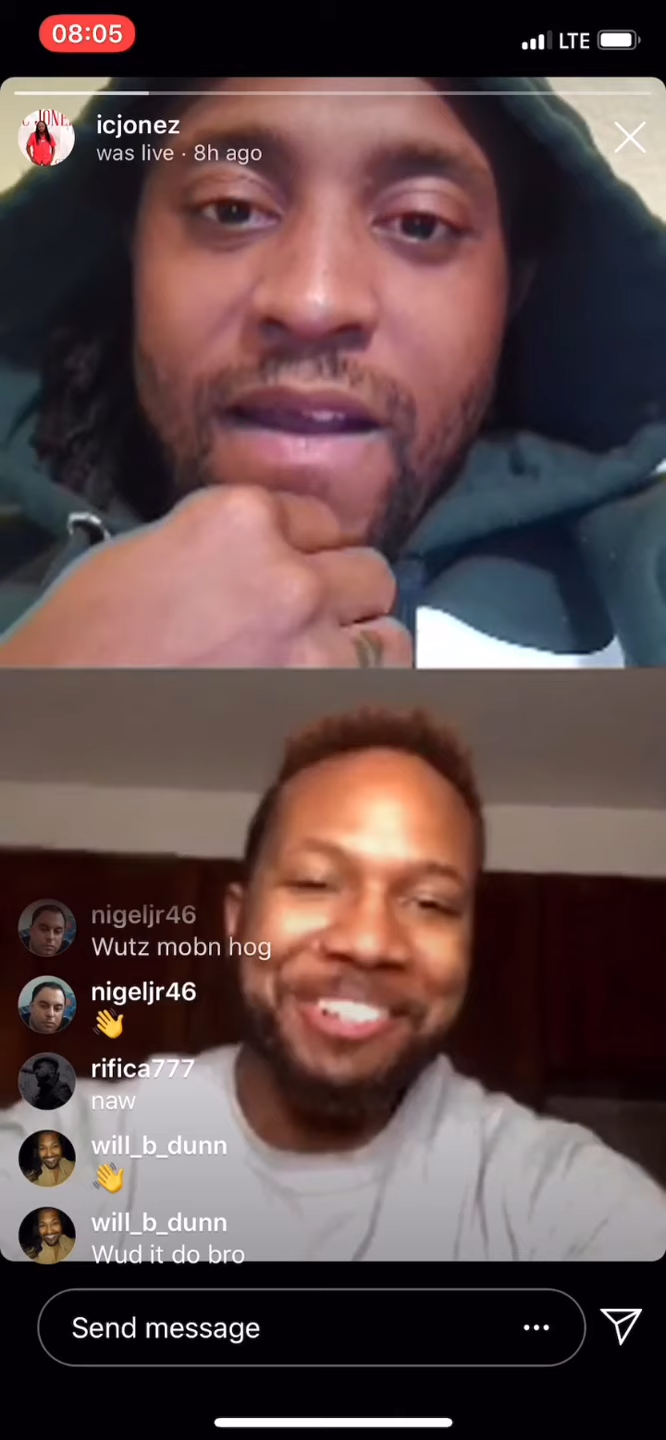 08:05
LTE
icjonez
was live · 8h ago
nigeljr46
Wutz mobn hog
nigeljr46
👋
rifica777
naw
will_b_dunn
👋
will_b_dunn
Wud it do bro
Send message